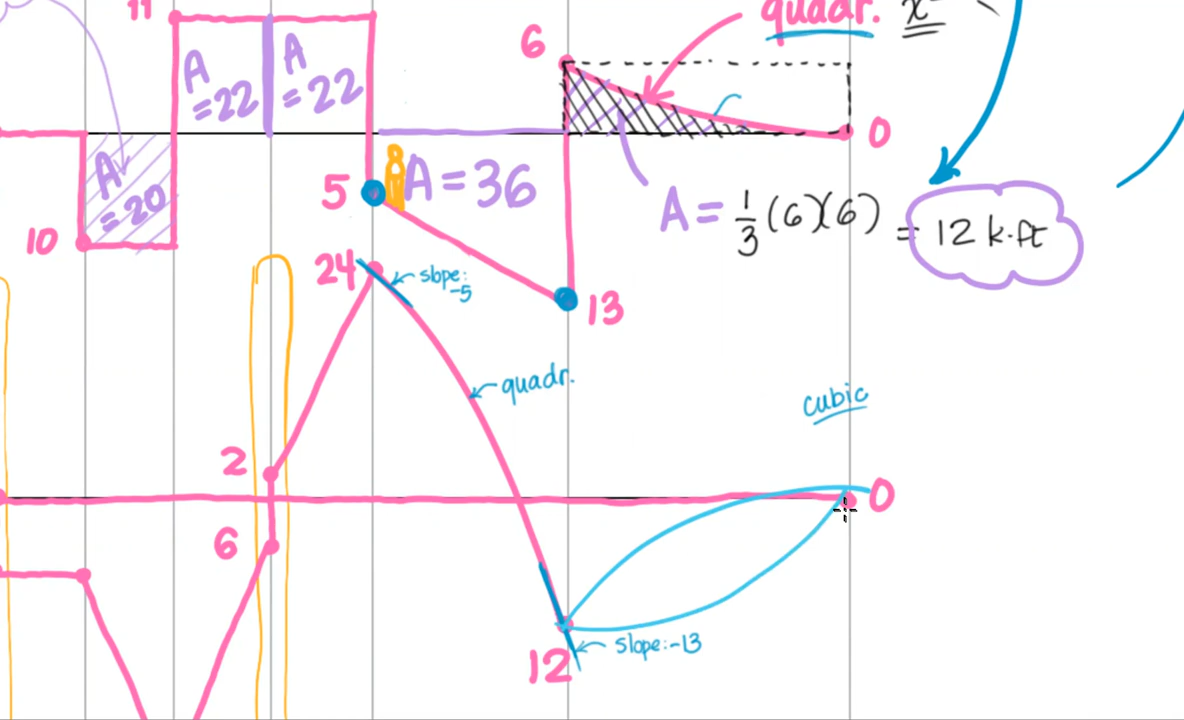 11
quadr. x
6
A
=22
A
=22
0
A
=20
5
A=36
A= 1/3 (6)(6) = 12 k·ft
10
24
slope:
-5
13
quadr.
cubic
2
0
6
slope:-13
12